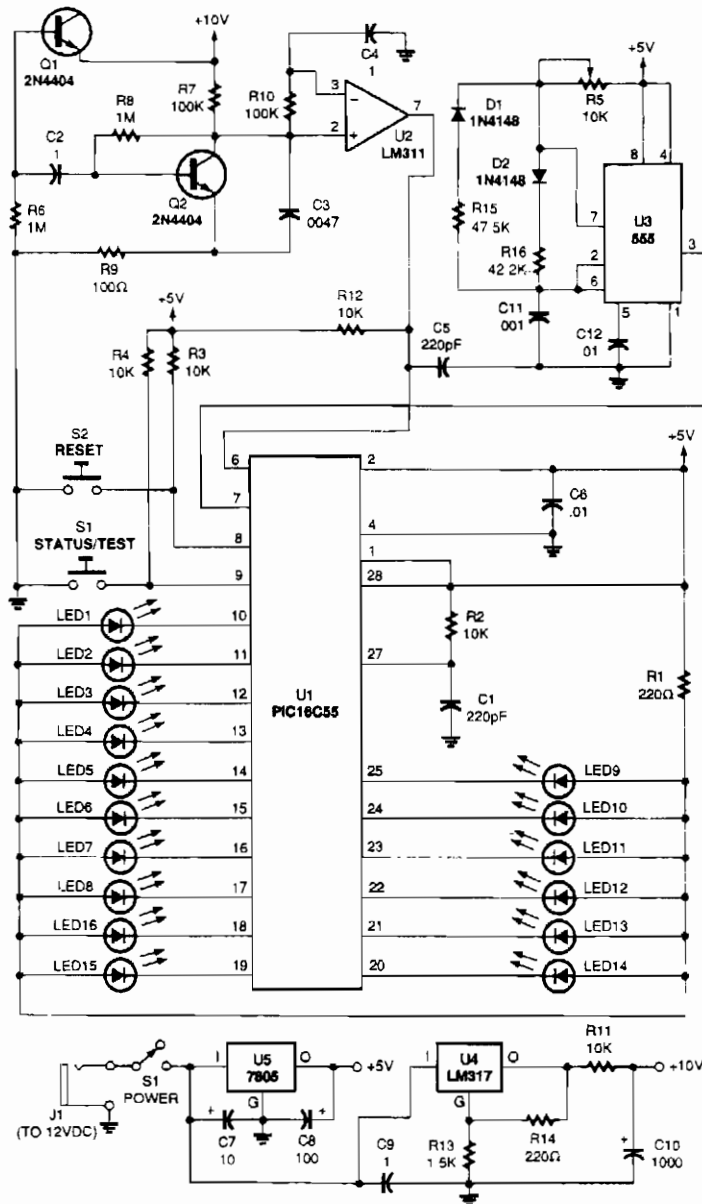 +10V
Q1
2N4404
R7
100K
R8
1M
C2
1
Q2
2N4404
R6
1M
R9
100Ω
R10
100K
C4
1
3
2
7
U2
LM311
C3
0047
+5V
D1
1N4148
R5
10K
D2
1N4148
8
4
U3
555
7
2
6
3
5
1
R15
47 5K
R16
42 2K
C11
001
C12
.01
+5V
R12
10K
C5
220pF
R4
10K
R3
10K
S2
RESET
S1
STATUS/TEST
6
7
8
9
10
11
12
13
14
15
16
17
18
19
U1
PIC16C55
2
4
1
28
27
25
24
23
22
21
20
+5V
C6
.01
R2
10K
C1
220pF
R1
220Ω
LED1
LED2
LED3
LED4
LED5
LED6
LED7
LED8
LED16
LED15
LED9
LED10
LED11
LED12
LED13
LED14
J1
(TO 12VDC)
S1
POWER
I
U5
7805
O
G
+5V
C7
10
C8
100
C9
1
I
U4
LM317
O
G
R13
1 5K
R14
220Ω
R11
10K
+10V
C10
1000